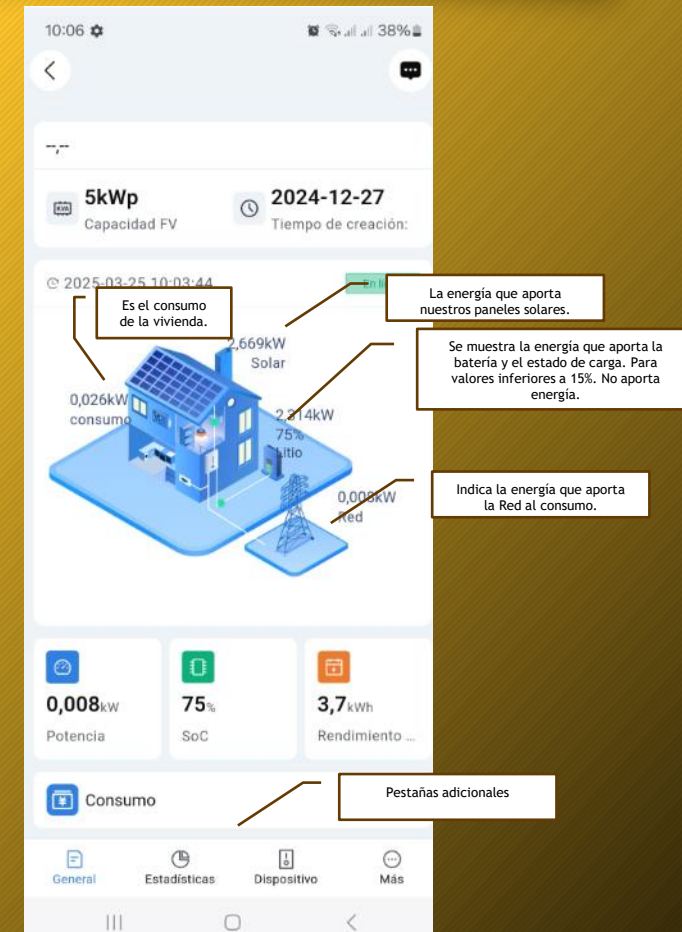 10:06
38%
--,--
KVA
5kWp
Capacidad FV
2024-12-27
Tiempo de creación:
2025-03-25 10:03:44
En
Es el consumo
de la vivienda.
La energía que aporta
nuestros paneles solares.
2,669kW
Solar
Se muestra la energía que aporta la
batería y el estado de carga. Para
valores inferiores a 15%. No aporta
energía.
0,026kW
consumo
2,314kW
75%
Litio
0,008kW
Red
Indica la energía que aporta
la Red al consumo.
0,008kW
Potencia
75%
SoC
3,7kWh
Rendimiento ...
Consumo
Pestañas adicionales
General
Estadísticas
Dispositivo
Más